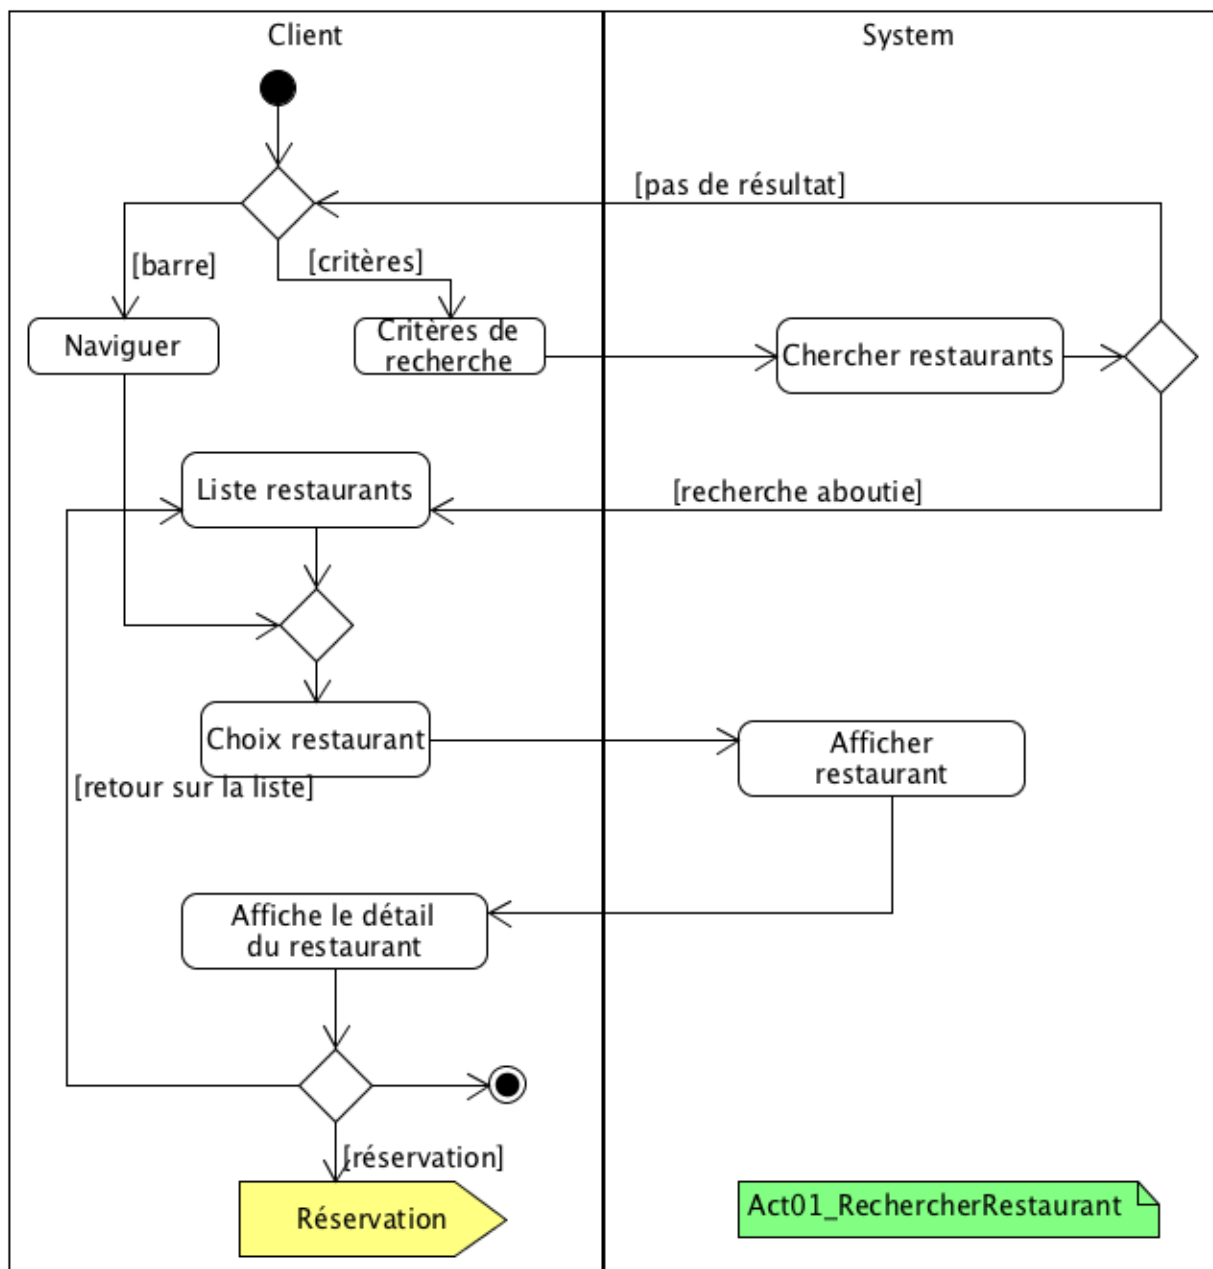 Client
System
[pas de résultat]
[barre]
[critères]
Naviguer
Critères de
recherche
Chercher restaurants
Liste restaurants
[recherche aboutie]
Choix restaurant
Afficher
restaurant
[retour sur la liste]
Affiche le détail
du restaurant
[réservation]
Réservation
Act01_RechercherRestaurant